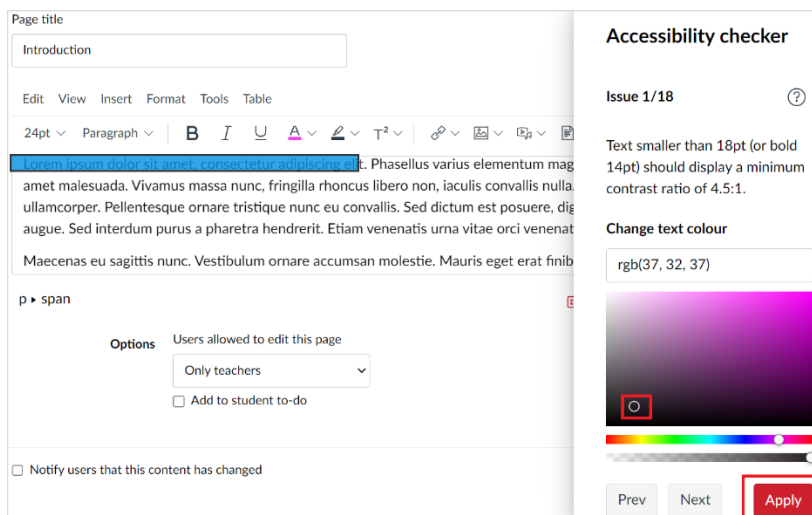 Page title
Introduction
Edit View Insert Format Tools Table
24pt Paragraph B I U A T²
Lorem ipsum dolor sit amet, consectetur adipiscing elit. Phasellus varius elementum mag
amet malesuada. Vivamus massa nunc, fringilla rhoncus libero non, iaculis convallis nulla.
ullamcorper. Pellentesque ornare tristique nunc eu convallis. Sed dictum est posuere, dig
augue. Sed interdum purus a pharetra hendrerit. Etiam venenatis urna vitae orci venenat
Maecenas eu sagittis nunc. Vestibulum ornare accumsan molestie. Mauris eget erat finib
p ▸ span
Options
Users allowed to edit this page
Only teachers
Add to student to-do
Notify users that this content has changed
Accessibility checker
Issue 1/18 ?
Text smaller than 18pt (or bold
14pt) should display a minimum
contrast ratio of 4.5:1.
Change text colour
rgb(37, 32, 37)
Prev Next Apply